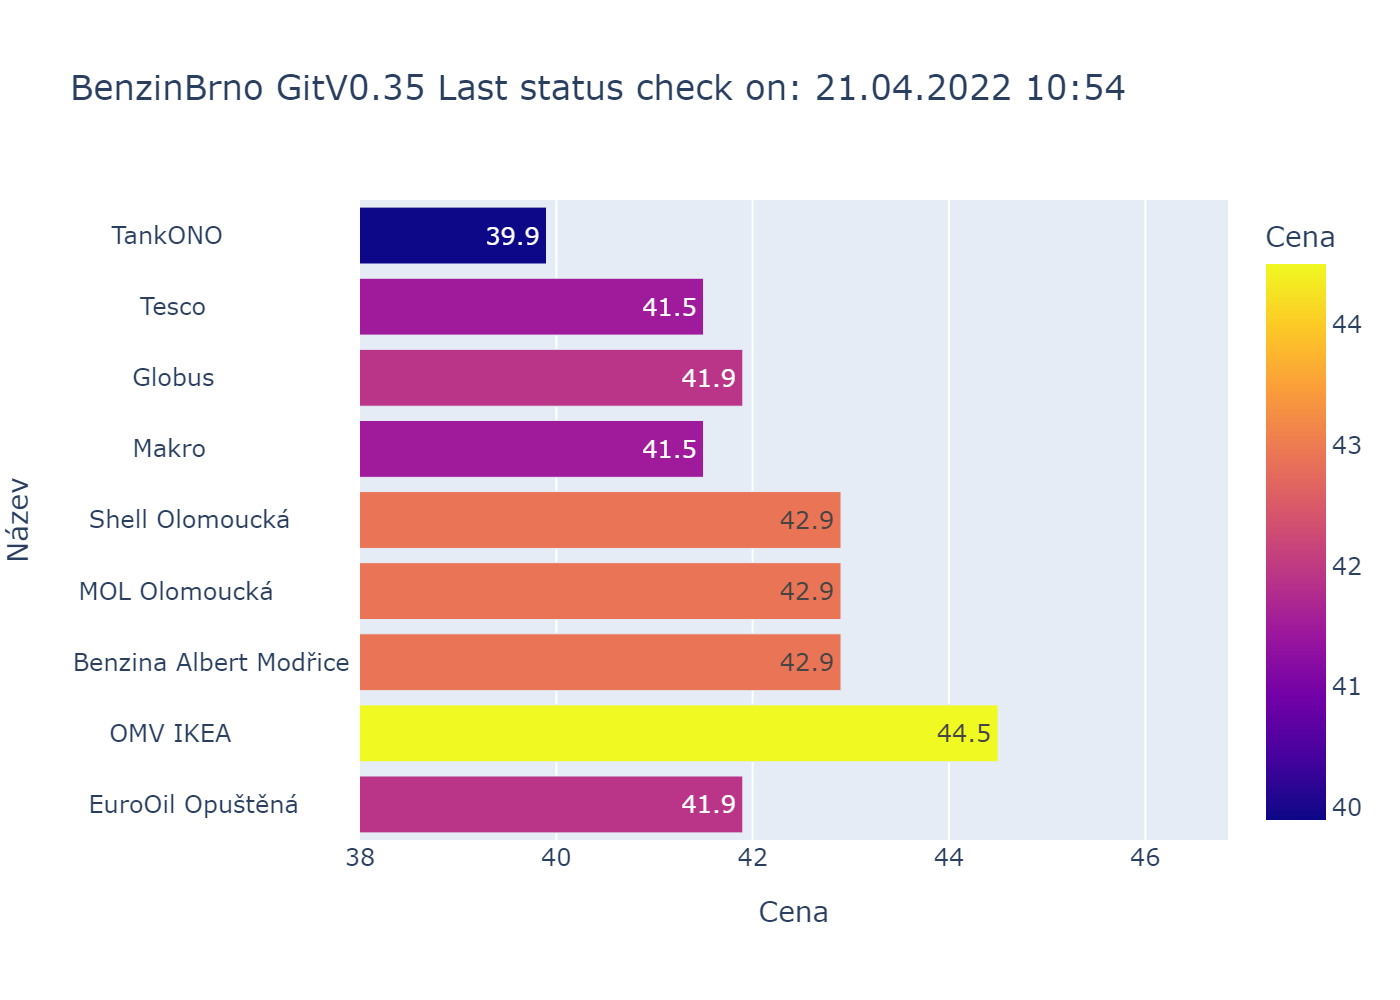 BenzinBrno GitV0.35 Last status check on: 21.04.2022 10:54
TankONO 39.9
Tesco 41.5
Globus 41.9
Makro 41.5
Shell Olomoucká 42.9
MOL Olomoucká 42.9
Benzina Albert Modřice 42.9
OMV IKEA 44.5
EuroOil Opuštěná 41.9
Název
38 40 42 44 46
Cena
Cena
44
43
42
41
40